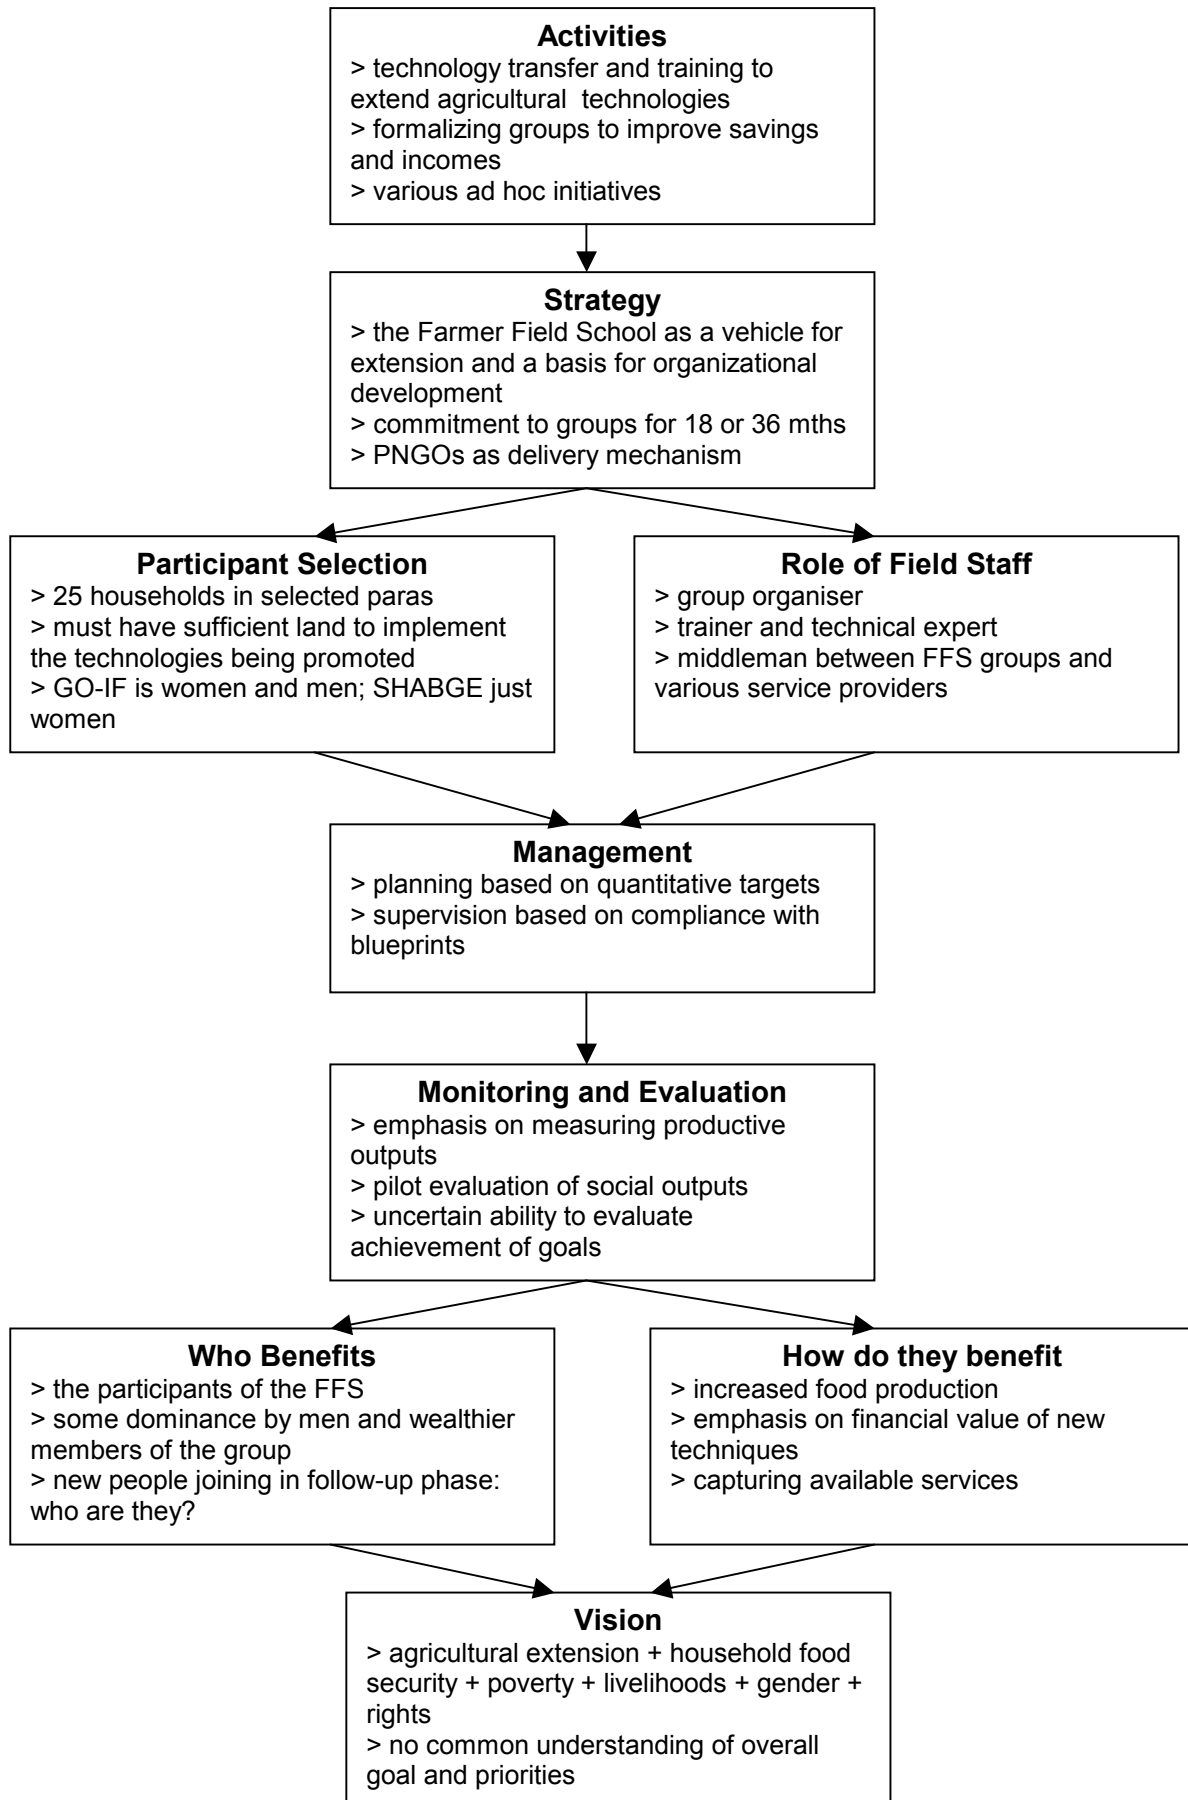 Activities
> technology transfer and training to
extend agricultural technologies
> formalizing groups to improve savings
and incomes
> various ad hoc initiatives
Strategy
> the Farmer Field School as a vehicle for
extension and a basis for organizational
development
> commitment to groups for 18 or 36 mths
> PNGOs as delivery mechanism
Participant Selection
> 25 households in selected paras
> must have sufficient land to implement
the technologies being promoted
> GO-IF is women and men; SHABGE just
women
Role of Field Staff
> group organiser
> trainer and technical expert
> middleman between FFS groups and
various service providers
Management
> planning based on quantitative targets
> supervision based on compliance with
blueprints
Monitoring and Evaluation
> emphasis on measuring productive
outputs
> pilot evaluation of social outputs
> uncertain ability to evaluate
achievement of goals
Who Benefits
> the participants of the FFS
> some dominance by men and wealthier
members of the group
> new people joining in follow-up phase:
who are they?
How do they benefit
> increased food production
> emphasis on financial value of new
techniques
> capturing available services
Vision
> agricultural extension + household food
security + poverty + livelihoods + gender +
rights
> no common understanding of overall
goal and priorities